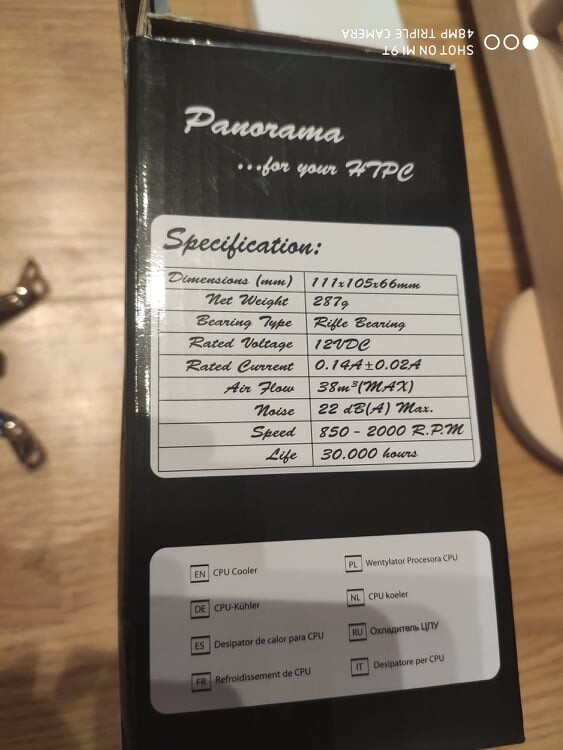 SHOT ON MI 9T
48MP TRIPLE CAMERA
Panorama
...for your HTPC
Specification:
Dimensions (mm) 111x105x66mm
Net Weight 287g
Bearing Type Rifle Bearing
Rated Voltage 12VDC
Rated Current 0.14A±0.02A
Air Flow 38m³(MAX)
Noise 22 dB(A) Max.
Speed 850 - 2000 R.P.M
Life 30.000 hours
EN CPU Cooler
DE CPU-Kühler
ES Desipator de calor para CPU
FR Refroidissement de CPU
PL Wentylator Procesora CPU
NL CPU koeler
RU Охладитель ЦПУ
IT Desipatore per CPU